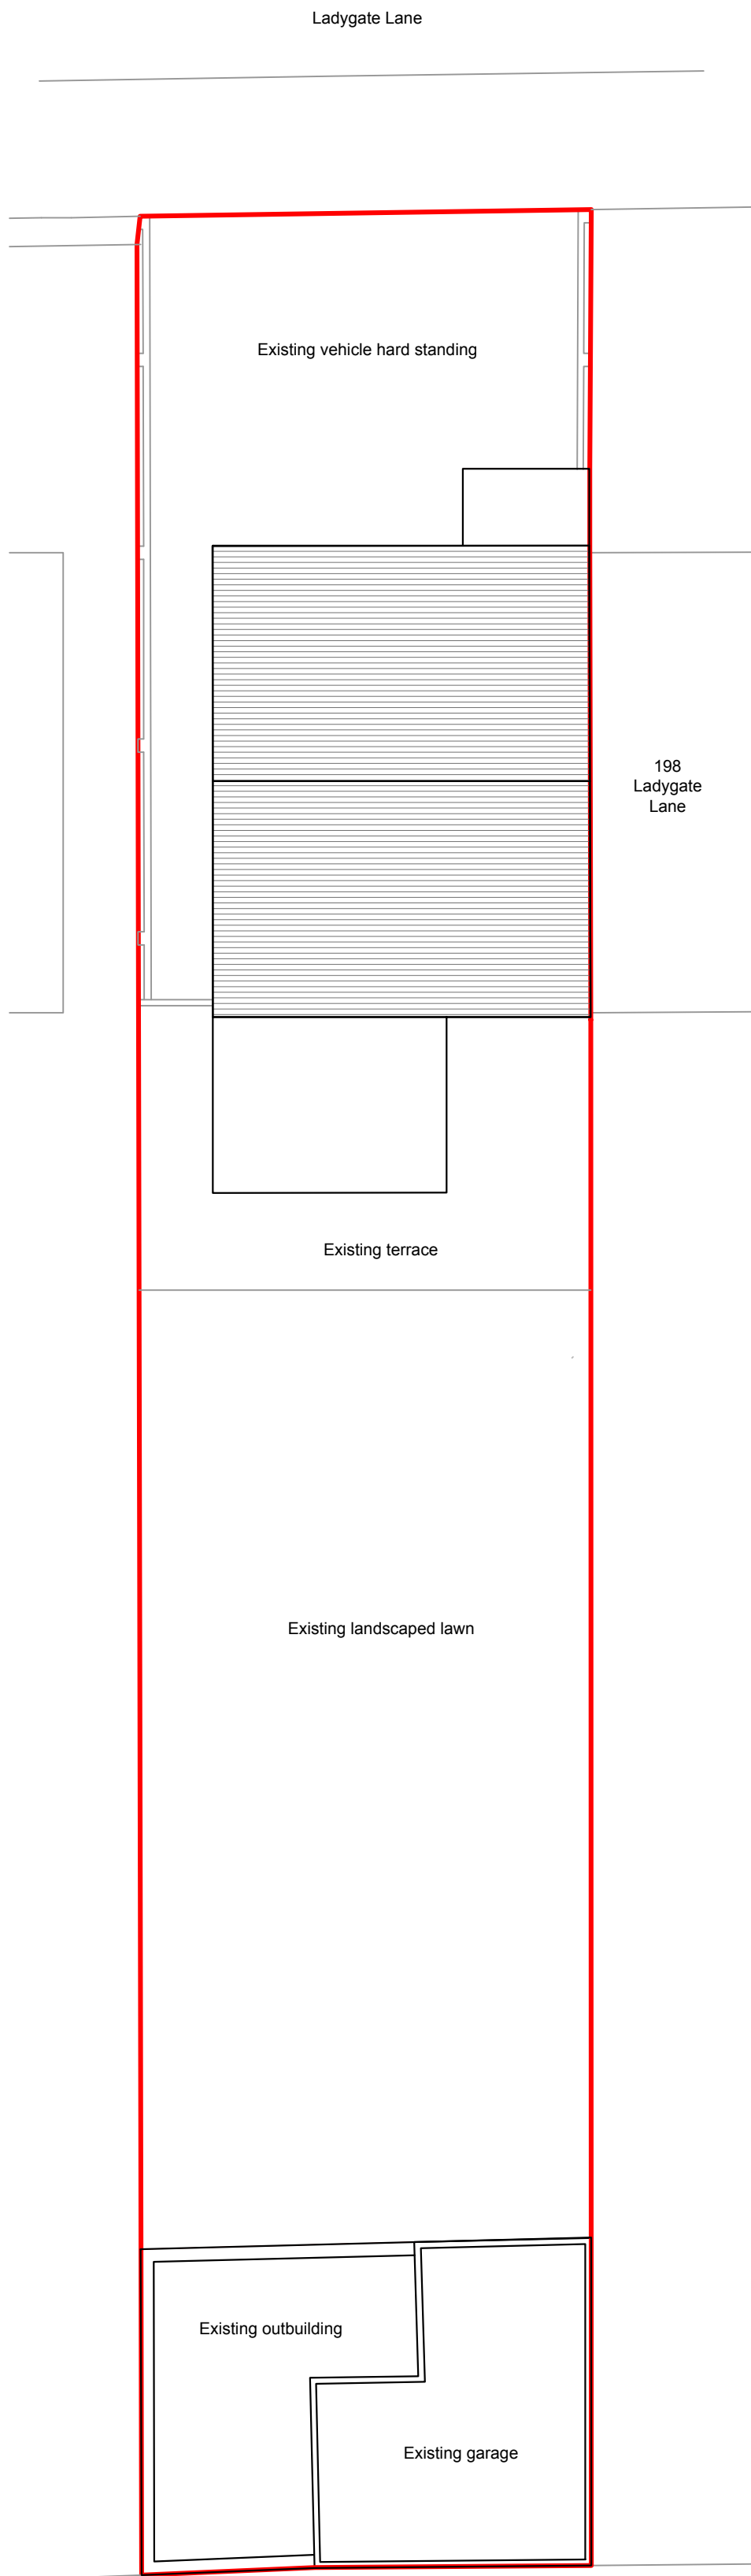 Ladygate Lane
Existing vehicle hard standing
198
Ladygate
Lane
Existing terrace
Existing landscaped lawn
Existing outbuilding
Existing garage